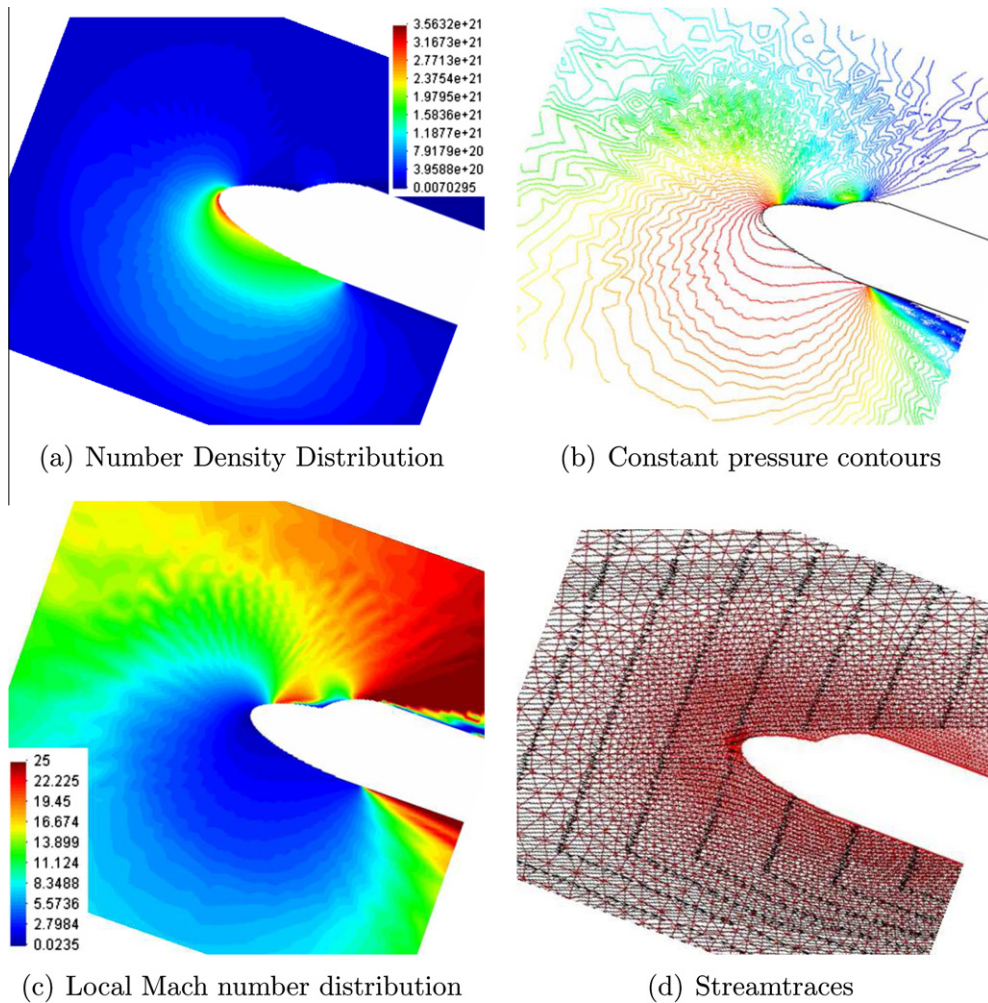 3.5632e+21
3.1673e+21
2.7713e+21
2.3754e+21
1.9795e+21
1.5836e+21
1.1877e+21
7.9179e+20
3.9588e+20
0.0070295
(a) Number Density Distribution
(b) Constant pressure contours
25
22.225
19.45
16.674
13.899
11.124
8.3488
5.5736
2.7984
0.0235
(c) Local Mach number distribution
(d) Streamtraces